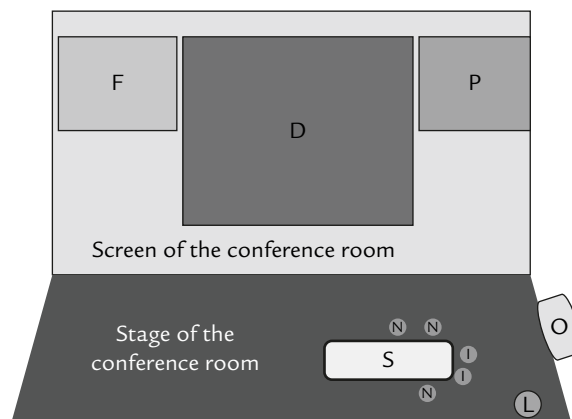 F
D
P
Screen of the conference room
Stage of the
conference room
N
N
O
S
I
I
N
L